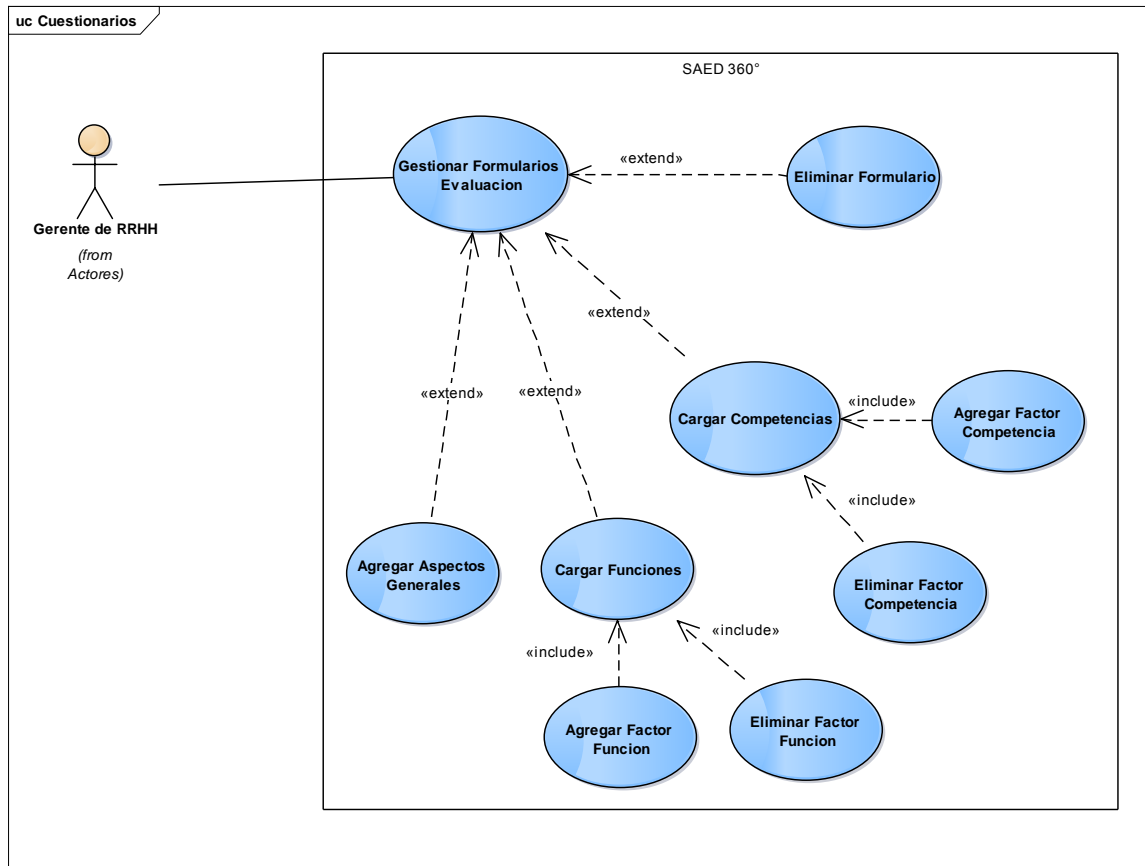 uc Cuestionarios
SAED 360°
Gestionar Formularios
Evaluacion
«extend»
Eliminar Formulario
Gerente de RRHH
(from
Actores)
«extend»
«extend»
«extend»
Cargar Competencias
«include»
Agregar Factor
Competencia
«include»
Agregar Aspectos
Generales
Cargar Funciones
Eliminar Factor
Competencia
«include»
«include»
Agregar Factor
Funcion
Eliminar Factor
Funcion